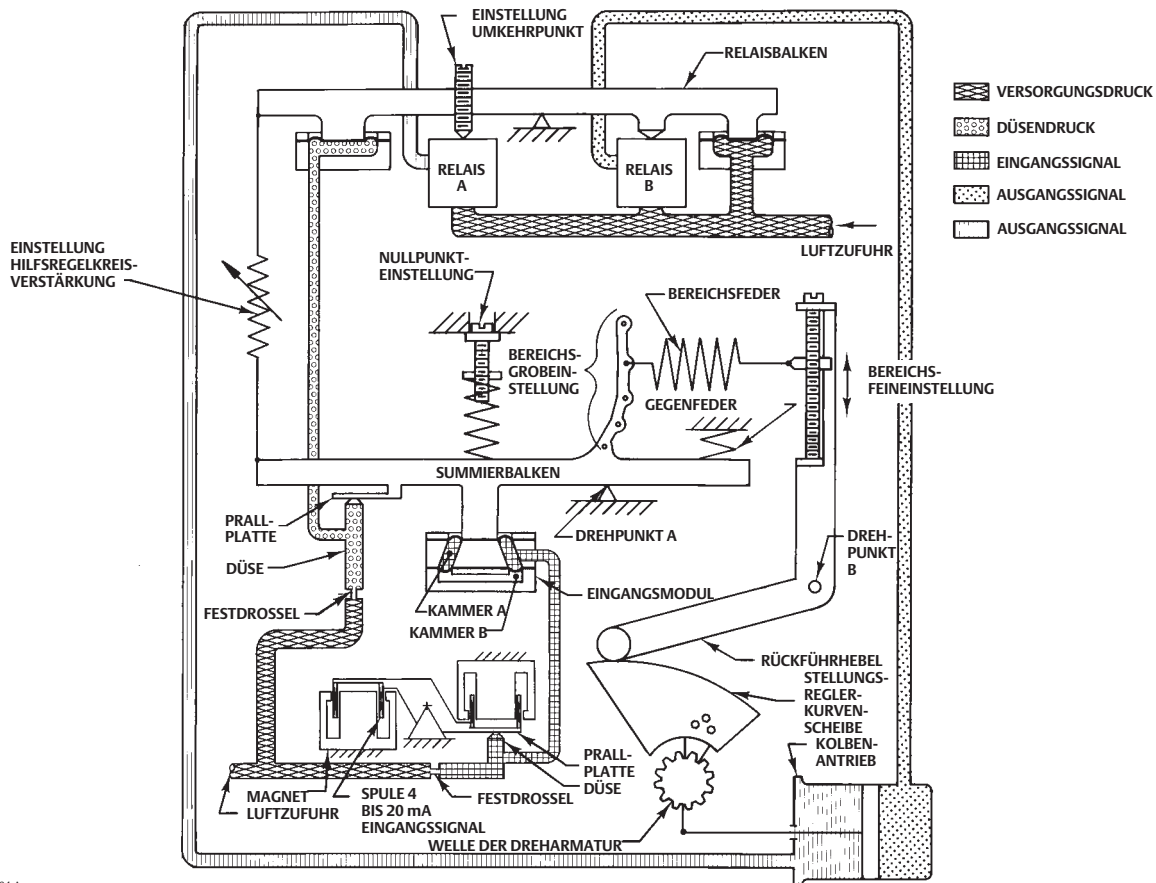 EINSTELLUNG
UMKEHRPUNKT
RELAISBALKEN
VERSORGUNGSDRUCK
DÜSENDRUCK
EINGANGSSIGNAL
AUSGANGSSIGNAL
AUSGANGSSIGNAL
RELAIS
A
RELAIS
B
LUFTZUFUHR
EINSTELLUNG
HILFSREGELKREIS-
VERSTÄRKUNG
NULLPUNKT-
EINSTELLUNG
BEREICHSFEDER
BEREICHS-
GROBEIN-
STELLUNG
GEGENFEDER
BEREICHS-
FEINEINSTELLUNG
SUMMIERBALKEN
PRALL-
PLATTE
DREHPUNKT A
DREH-
PUNKT
B
DÜSE
FESTDROSSEL
KAMMER A
KAMMER B
EINGANGSMODUL
RÜCKFÜHRHEBEL
STELLUNGS-
REGLER-
KURVEN-
SCHEIBE
KOLBEN-
ANTRIEB
PRALL-
PLATTE
DÜSE
FESTDROSSEL
MAGNET
LUFTZUFUHR
SPULE 4
BIS 20 mA
EINGANGSSIGNAL
WELLE DER DREHARMATUR